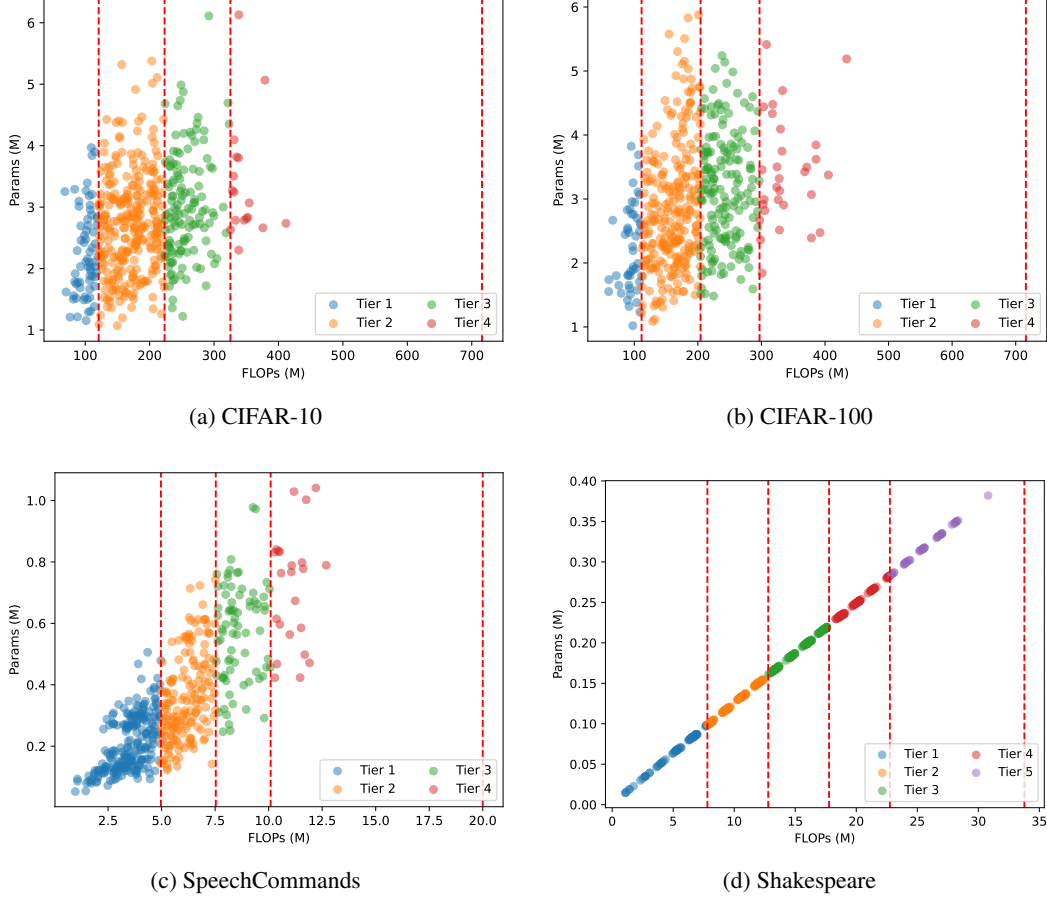 6
5
4
3
2
1
Params (M)
100 200 300 400 500 600 700
FLOPs (M)
Tier 1 Tier 3
Tier 2 Tier 4
(a) CIFAR-10
6
5
4
3
2
1
Params (M)
100 200 300 400 500 600 700
FLOPs (M)
Tier 1 Tier 3
Tier 2 Tier 4
(b) CIFAR-100
1.0
0.8
0.6
0.4
0.2
Params (M)
2.5 5.0 7.5 10.0 12.5 15.0 17.5 20.0
FLOPs (M)
Tier 1 Tier 3
Tier 2 Tier 4
(c) SpeechCommands
0.40
0.35
0.30
0.25
0.20
0.15
0.10
0.05
0.00
Params (M)
0 5 10 15 20 25 30 35
FLOPs (M)
Tier 1 Tier 4
Tier 2 Tier 5
Tier 3
(d) Shakespeare